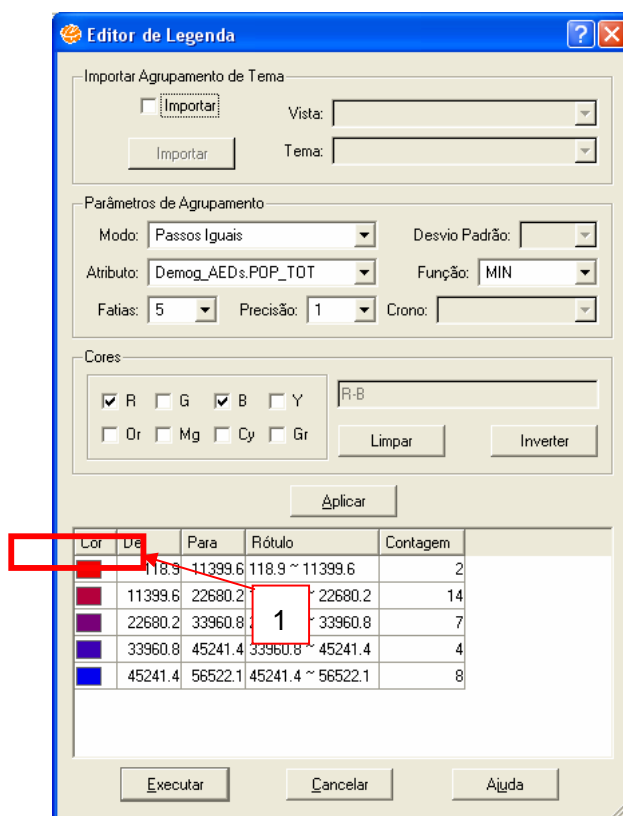 Editor de Legenda
Importar Agrupamento de Tema
Importar Vista:
Importar Tema:
Parâmetros de Agrupamento
Modo: Passos Iguais Desvio Padrão:
Atributo: Demog_AEDs.POP_TOT Função: MIN
Fatias: 5 Precisão: 1 Crono:
Cores
R G B Y R-B
Or Mg Cy Gr Limpar Inverter
Aplicar
Cor De Para Rótulo Contagem
118.9 11399.6 118.9 ~ 11399.6 2
11399.6 22680.2 ~ 22680.2 14
22680.2 33960.8 ~ 33960.8 7
33960.8 45241.4 33960.8 ~ 45241.4 4
45241.4 56522.1 45241.4 ~ 56522.1 8
1
Executar Cancelar Ajuda